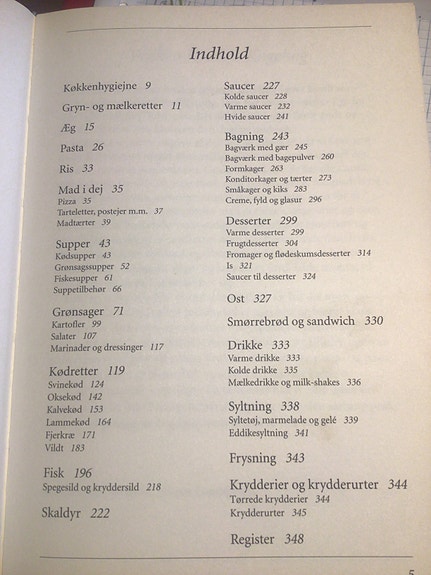 Indhold
Køkkenhygiejne 9
Gryn- og mælkeretter 11
Æg 15
Pasta 26
Ris 33
Mad i dej 35
Pizza 35
Tarteletter, postejer m.m. 37
Madtærter 39
Supper 43
Kødsupper 43
Grønsagssupper 52
Fiskesupper 61
Suppetilbehør 66
Grønsager 71
Kartofler 99
Salater 107
Marinader og dressinger 117
Kødretter 119
Svinekød 124
Oksekød 142
Kalvekød 153
Lammekød 164
Fjerkræ 171
Vildt 183
Fisk 196
Spegesild og kryddersild 218
Skaldyr 222
Saucer 227
Kolde saucer 228
Varme saucer 232
Hvide saucer 241
Bagning 243
Bagværk med gær 245
Bagværk med bagepulver 260
Formkager 263
Konditorkager og tærter 273
Småkager og kiks 283
Creme, fyld og glasur 296
Desserter 299
Varme desserter 299
Frugtdesserter 304
Fromager og flødeskumsdesserter 314
Is 321
Saucer til desserter 324
Ost 327
Smørrebrød og sandwich 330
Drikke 333
Varme drikke 333
Kolde drikke 335
Mælkedrikke og milk-shakes 336
Syltning 338
Syltetøj, marmelade og gelé 339
Eddikesyltning 341
Frysning 343
Krydderier og krydderurter 344
Tørrede krydderier 344
Krydderurter 345
Register 348
5